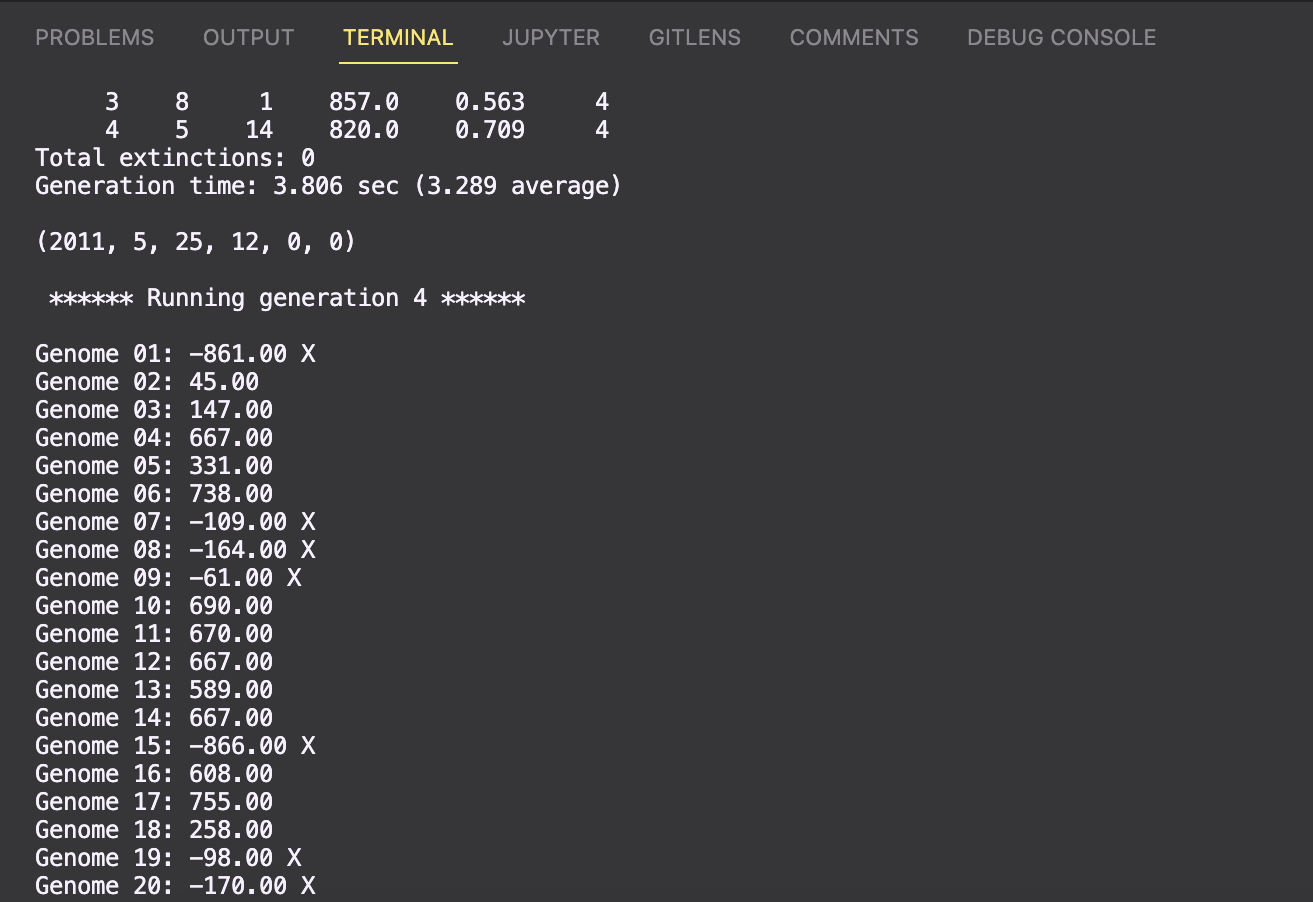 PROBLEMS OUTPUT TERMINAL JUPYTER GITLENS COMMENTS DEBUG CONSOLE
3 8 1 857.0 0.563 4
4 5 14 820.0 0.709 4
Total extinctions: 0
Generation time: 3.806 sec (3.289 average)
(2011, 5, 25, 12, 0, 0)
****** Running generation 4 ******
Genome 01: -861.00 X
Genome 02: 45.00
Genome 03: 147.00
Genome 04: 667.00
Genome 05: 331.00
Genome 06: 738.00
Genome 07: -109.00 X
Genome 08: -164.00 X
Genome 09: -61.00 X
Genome 10: 690.00
Genome 11: 670.00
Genome 12: 667.00
Genome 13: 589.00
Genome 14: 667.00
Genome 15: -866.00 X
Genome 16: 608.00
Genome 17: 755.00
Genome 18: 258.00
Genome 19: -98.00 X
Genome 20: -170.00 X